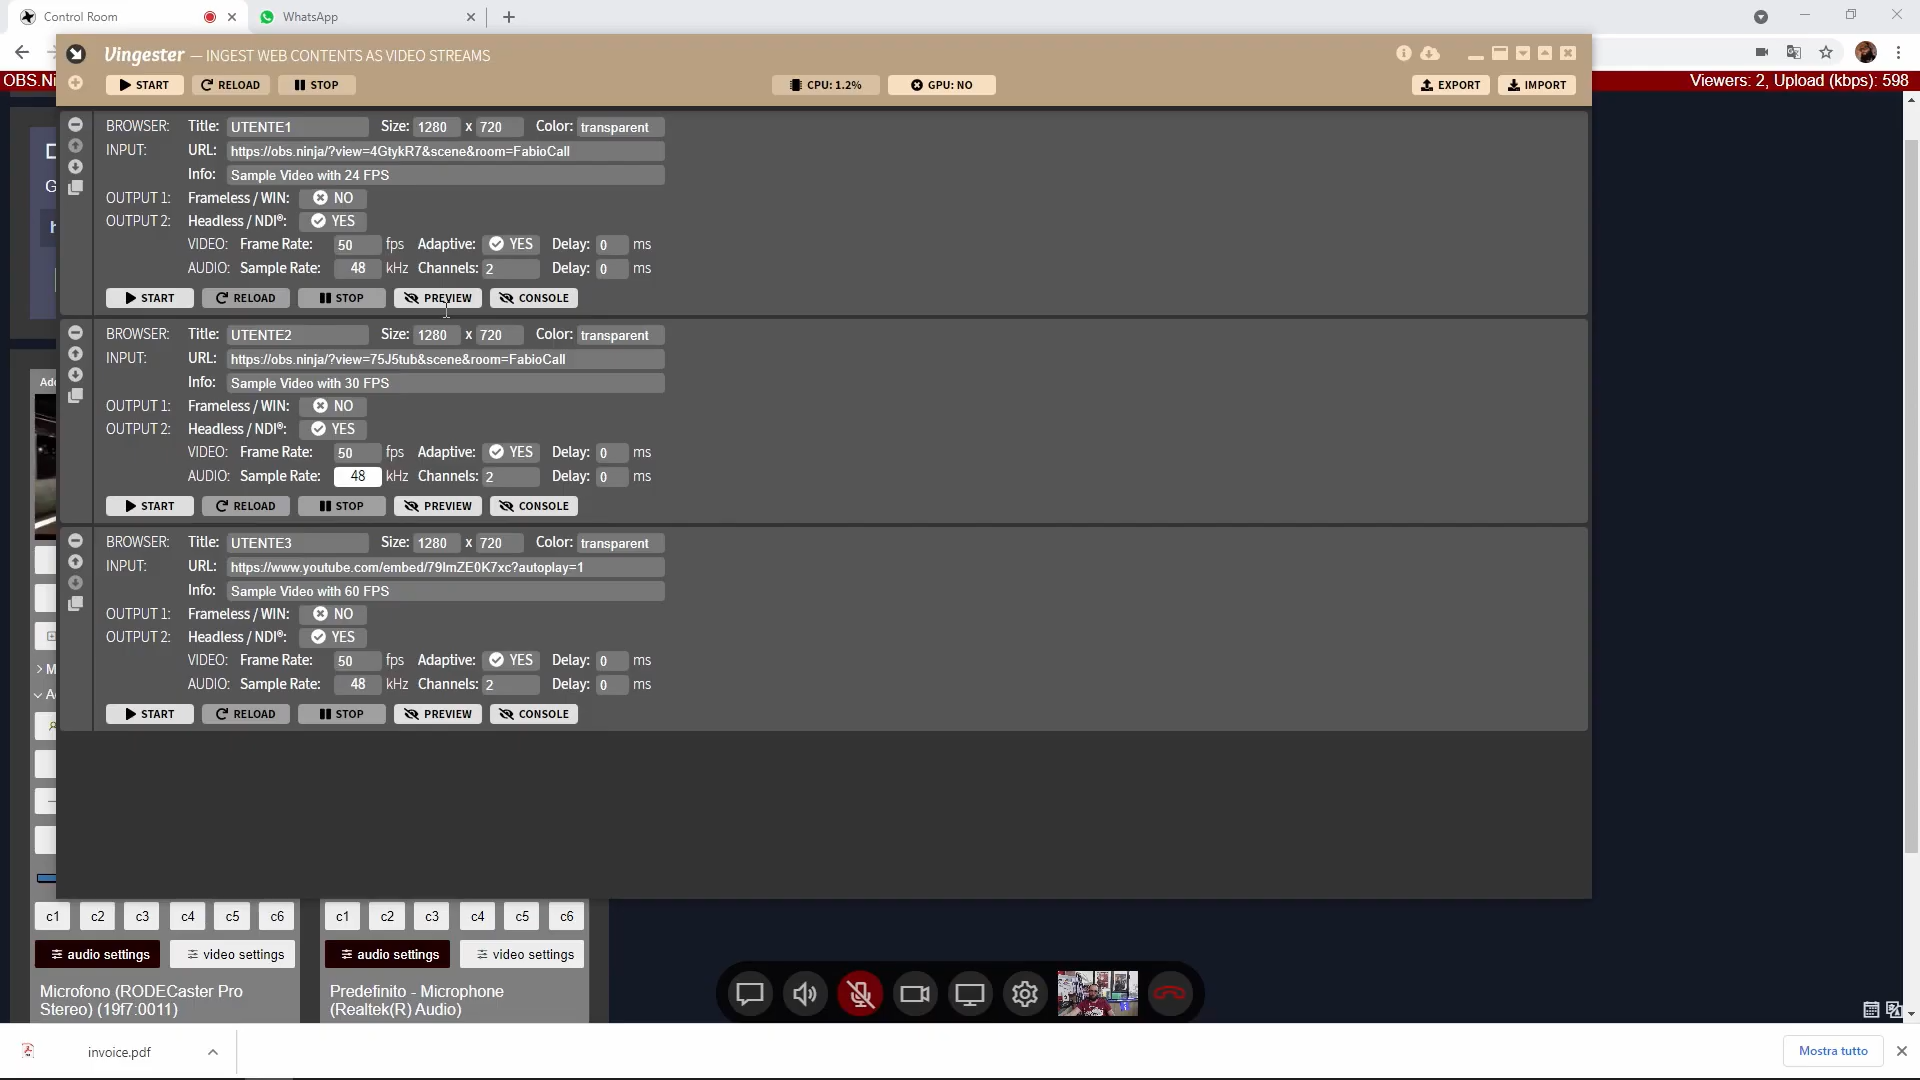 Control Room
WhatsApp
OBS.Ni
Viewers: 2, Upload (kbps): 598
Vingester — INGEST WEB CONTENTS AS VIDEO STREAMS
START RELOAD STOP CPU: 1.2% GPU: NO EXPORT IMPORT
BROWSER: Title: UTENTE1 Size: 1280 x 720 Color: transparent
INPUT: URL: https://obs.ninja/?view=4GtykR7&scene&room=FabioCall
Info: Sample Video with 24 FPS
OUTPUT 1: Frameless / WIN: NO
OUTPUT 2: Headless / NDI®: YES
VIDEO: Frame Rate: 50 fps Adaptive: YES Delay: 0 ms
AUDIO: Sample Rate: 48 kHz Channels: 2 Delay: 0 ms
START RELOAD STOP PREVIEW CONSOLE
BROWSER: Title: UTENTE2 Size: 1280 x 720 Color: transparent
INPUT: URL: https://obs.ninja/?view=75J5tub&scene&room=FabioCall
Info: Sample Video with 30 FPS
OUTPUT 1: Frameless / WIN: NO
OUTPUT 2: Headless / NDI®: YES
VIDEO: Frame Rate: 50 fps Adaptive: YES Delay: 0 ms
AUDIO: Sample Rate: 48 kHz Channels: 2 Delay: 0 ms
START RELOAD STOP PREVIEW CONSOLE
BROWSER: Title: UTENTE3 Size: 1280 x 720 Color: transparent
INPUT: URL: https://www.youtube.com/embed/79lmZE0K7xc?autoplay=1
Info: Sample Video with 60 FPS
OUTPUT 1: Frameless / WIN: NO
OUTPUT 2: Headless / NDI®: YES
VIDEO: Frame Rate: 50 fps Adaptive: YES Delay: 0 ms
AUDIO: Sample Rate: 48 kHz Channels: 2 Delay: 0 ms
START RELOAD STOP PREVIEW CONSOLE
c1 c2 c3 c4 c5 c6 c1 c2 c3 c4 c5 c6
audio settings video settings audio settings video settings
Microfono (RODECaster Pro
Stereo) (19f7:0011)
Predefinito - Microphone
(Realtek(R) Audio)
invoice.pdf
Mostra tutto